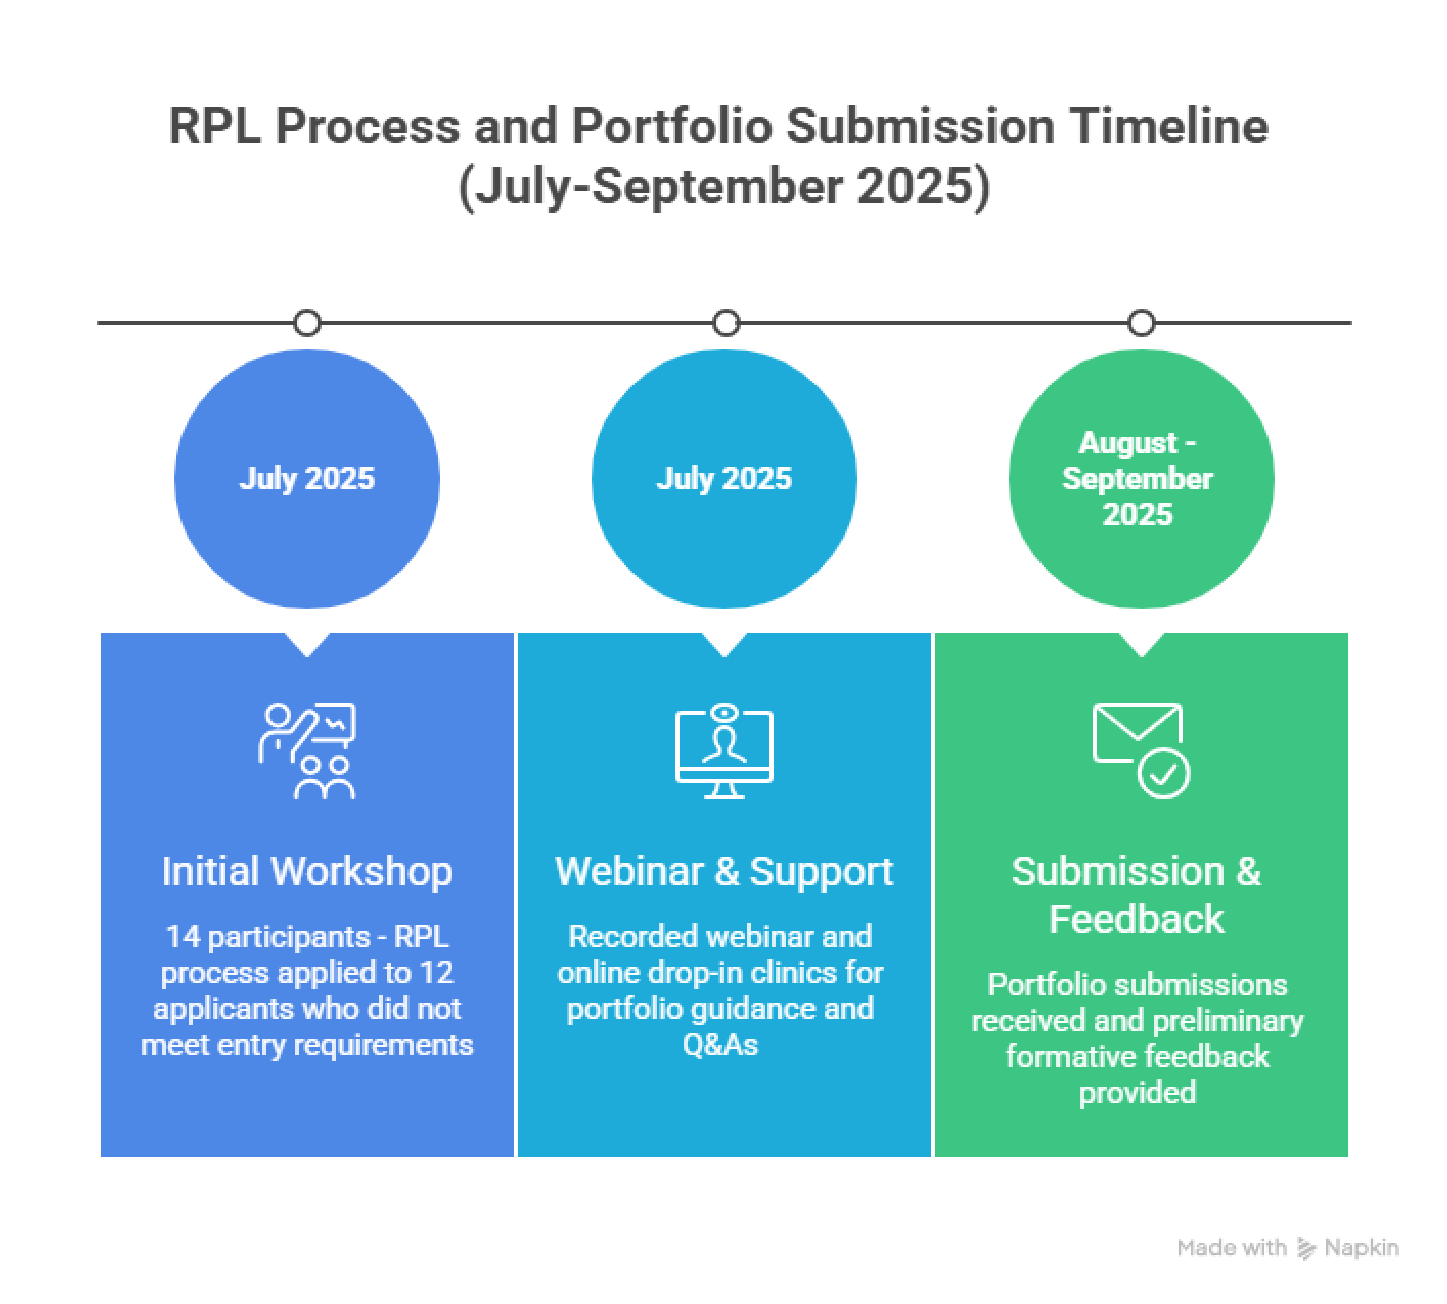 RPL Process and Portfolio Submission Timeline
(July-September 2025)
July 2025
July 2025
August -
September
2025
Initial Workshop
14 participants - RPL
process applied to 12
applicants who did not
meet entry requirements
Webinar & Support
Recorded webinar and
online drop-in clinics for
portfolio guidance and
Q&As
Submission &
Feedback
Portfolio submissions
received and preliminary
formative feedback
provided
Made with Napkin